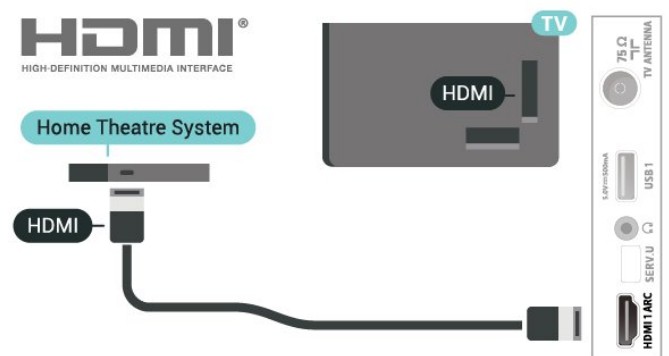 HDMI®
HIGH-DEFINITION MULTIMEDIA INTERFACE
TV
HDMI
Home Theatre System
HDMI
75 Ω
TV ANTENNA
5.0V⎓500mA
USB 1
SERV.U
HDMI 1 ARC